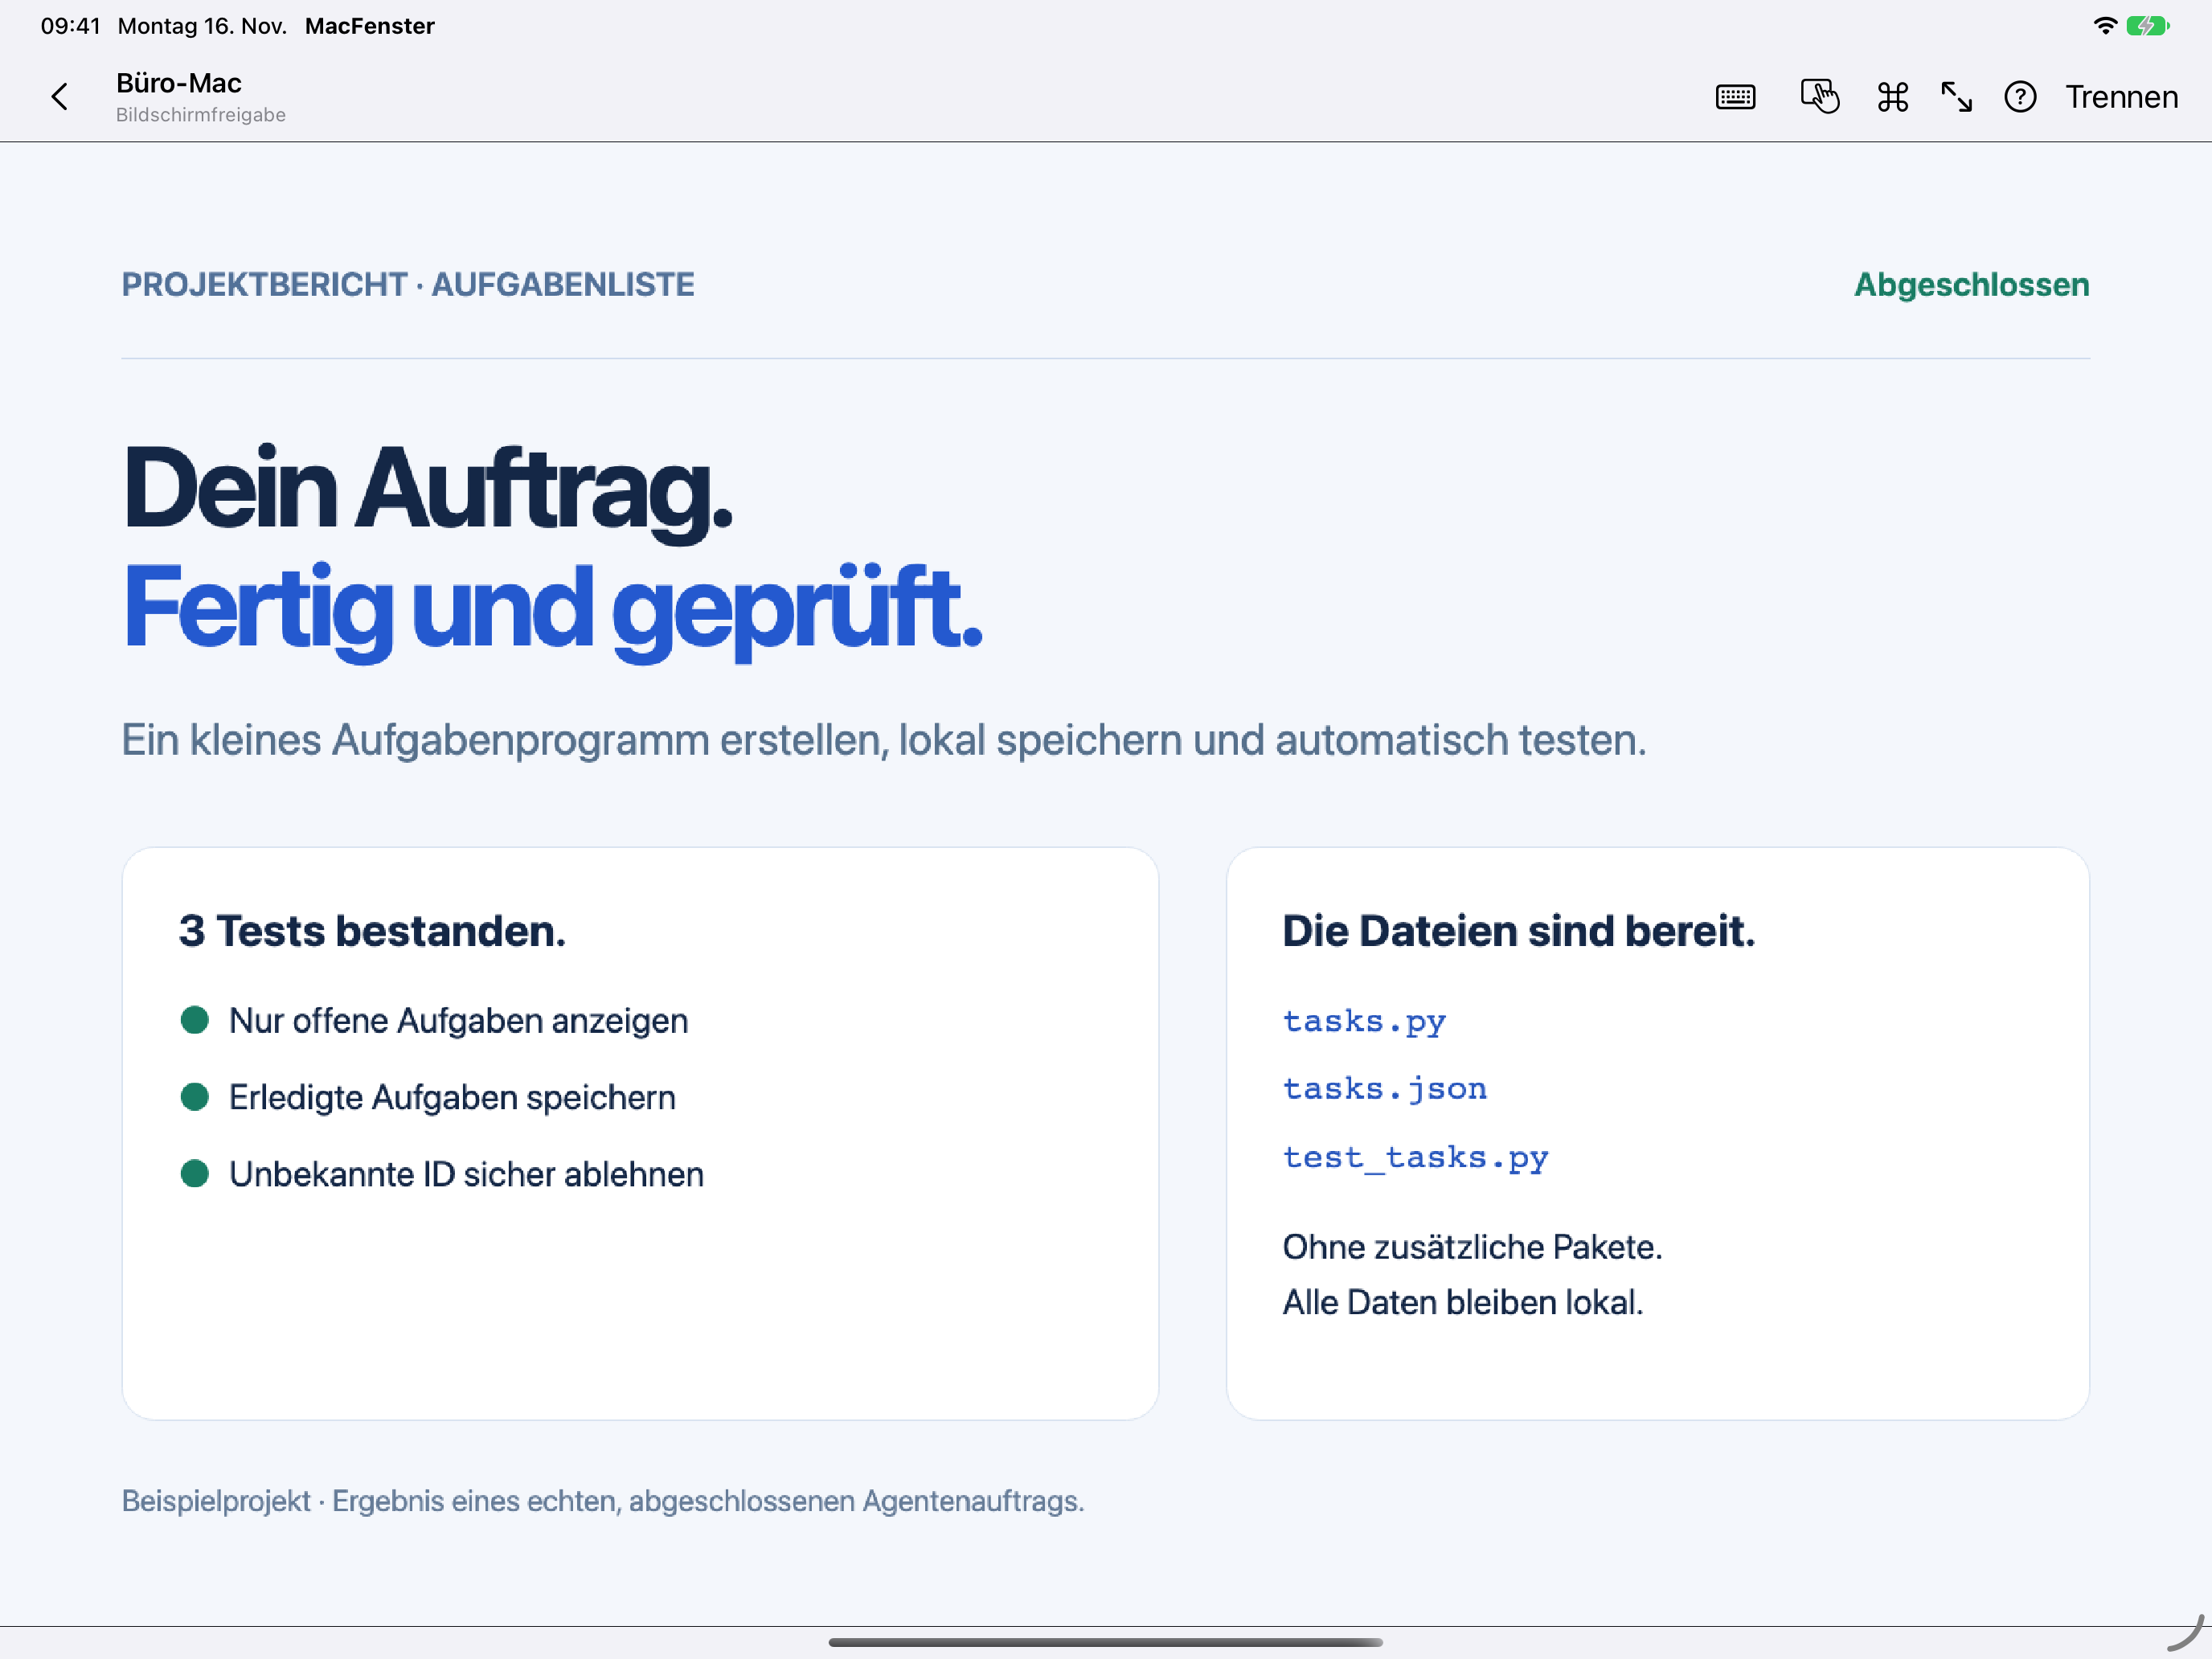 09:41 Montag 16. Nov. MacFenster
Büro-Mac
Bildschirmfreigabe
Trennen
PROJEKTBERICHT · AUFGABENLISTE
Abgeschlossen
Dein Auftrag.
Fertig und geprüft.
Ein kleines Aufgabenprogramm erstellen, lokal speichern und automatisch testen.
3 Tests bestanden.
Nur offene Aufgaben anzeigen
Erledigte Aufgaben speichern
Unbekannte ID sicher ablehnen
Die Dateien sind bereit.
tasks.py
tasks.json
test_tasks.py
Ohne zusätzliche Pakete.
Alle Daten bleiben lokal.
Beispielprojekt · Ergebnis eines echten, abgeschlossenen Agentenauftrags.